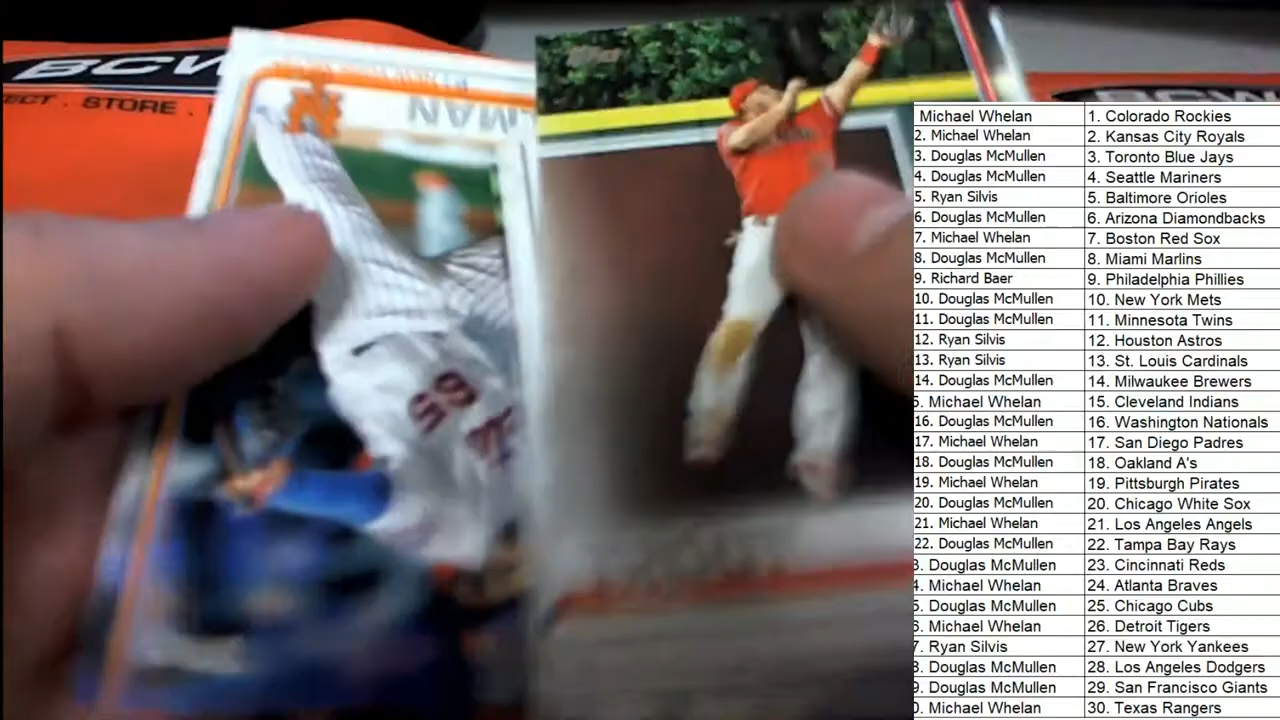 BCW
ECT . STORE .
MAN
65
Michael Whelan 1. Colorado Rockies
2. Michael Whelan 2. Kansas City Royals
3. Douglas McMullen 3. Toronto Blue Jays
4. Douglas McMullen 4. Seattle Mariners
5. Ryan Silvis 5. Baltimore Orioles
6. Douglas McMullen 6. Arizona Diamondbacks
7. Michael Whelan 7. Boston Red Sox
8. Douglas McMullen 8. Miami Marlins
9. Richard Baer 9. Philadelphia Phillies
10. Douglas McMullen 10. New York Mets
11. Douglas McMullen 11. Minnesota Twins
12. Ryan Silvis 12. Houston Astros
13. Ryan Silvis 13. St. Louis Cardinals
14. Douglas McMullen 14. Milwaukee Brewers
5. Michael Whelan 15. Cleveland Indians
16. Douglas McMullen 16. Washington Nationals
17. Michael Whelan 17. San Diego Padres
18. Douglas McMullen 18. Oakland A's
19. Michael Whelan 19. Pittsburgh Pirates
20. Douglas McMullen 20. Chicago White Sox
21. Michael Whelan 21. Los Angeles Angels
22. Douglas McMullen 22. Tampa Bay Rays
3. Douglas McMullen 23. Cincinnati Reds
4. Michael Whelan 24. Atlanta Braves
5. Douglas McMullen 25. Chicago Cubs
6. Michael Whelan 26. Detroit Tigers
7. Ryan Silvis 27. New York Yankees
8. Douglas McMullen 28. Los Angeles Dodgers
9. Douglas McMullen 29. San Francisco Giants
0. Michael Whelan 30. Texas Rangers